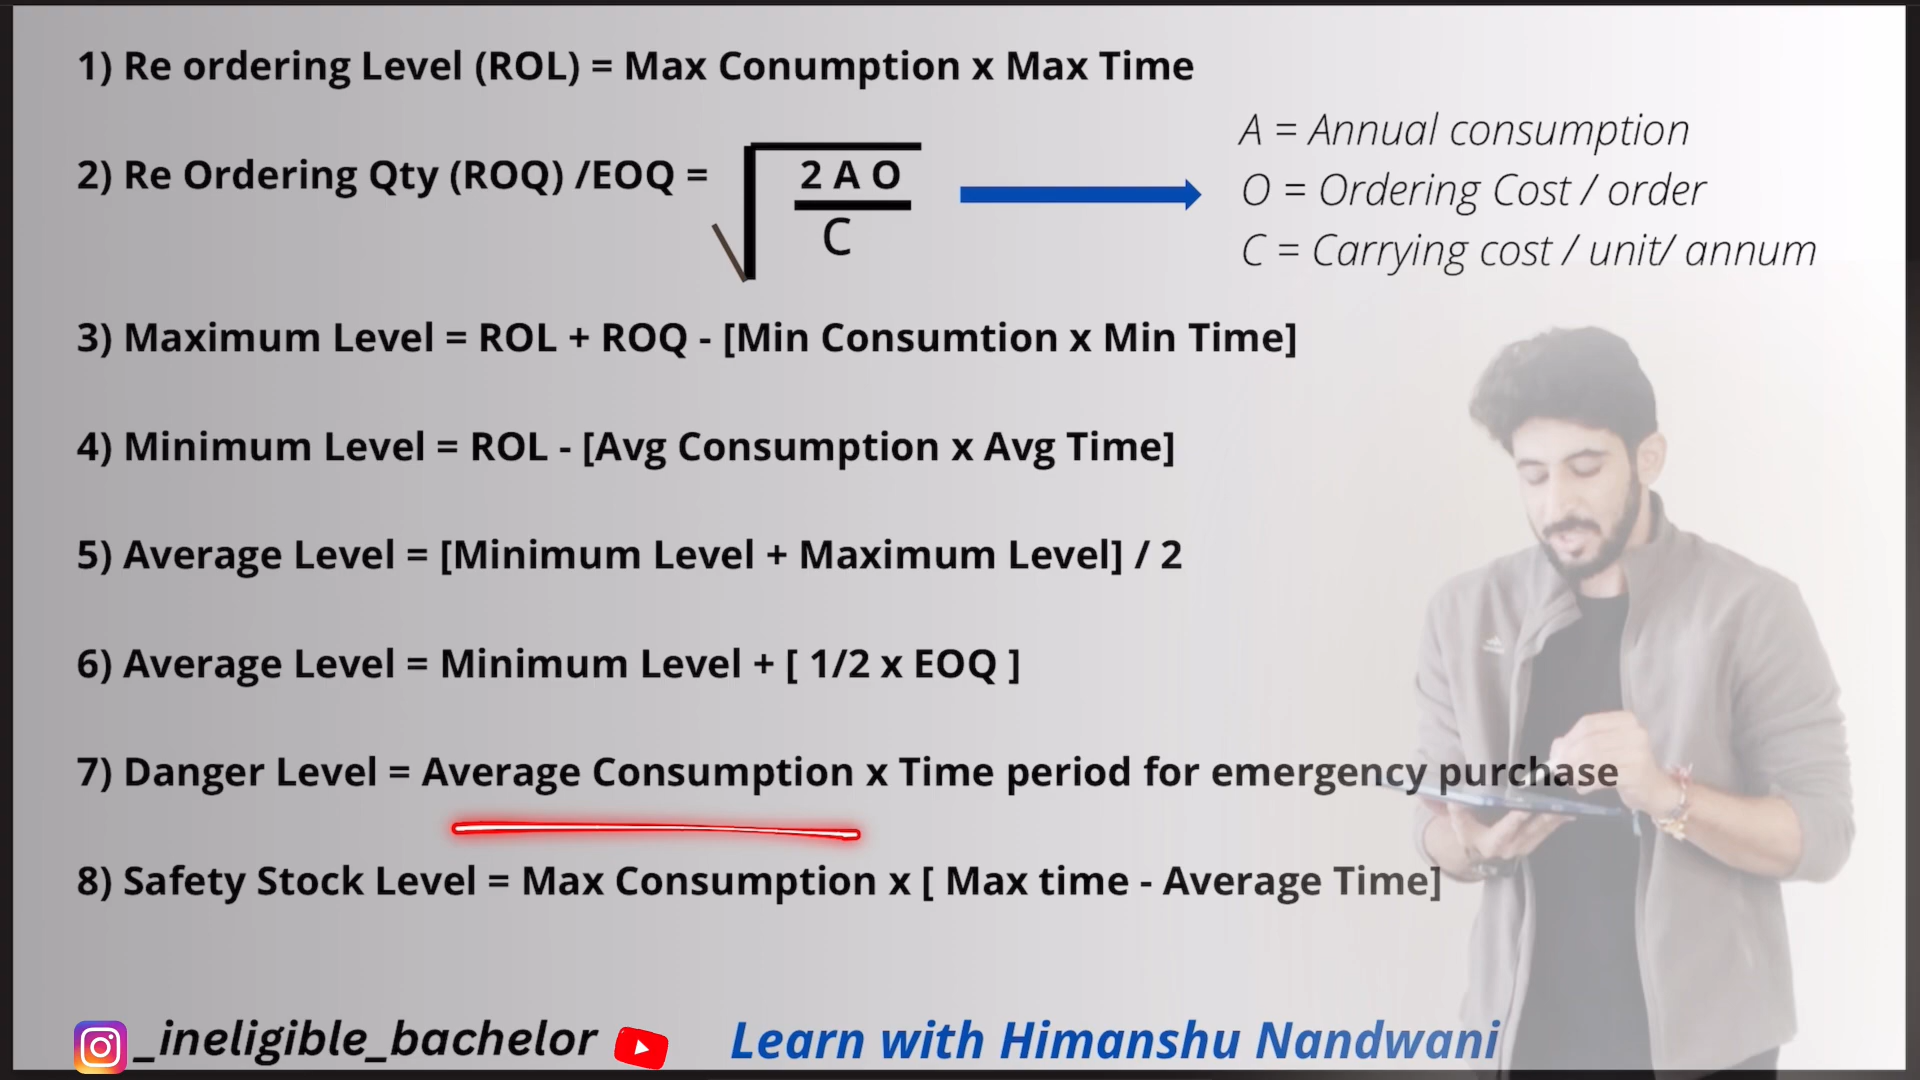 1) Re ordering Level (ROL) = Max Conumption x Max Time
2) Re Ordering Qty (ROQ) /EOQ = √ 2 A O / C
A = Annual consumption
O = Ordering Cost / order
C = Carrying cost / unit/ annum
3) Maximum Level = ROL + ROQ - [Min Consumtion x Min Time]
4) Minimum Level = ROL - [Avg Consumption x Avg Time]
5) Average Level = [Minimum Level + Maximum Level] / 2
6) Average Level = Minimum Level + [ 1/2 x EOQ ]
7) Danger Level = Average Consumption x Time period for emergency purchase
8) Safety Stock Level = Max Consumption x [ Max time - Average Time]
_ineligible_bachelor
Learn with Himanshu Nandwani